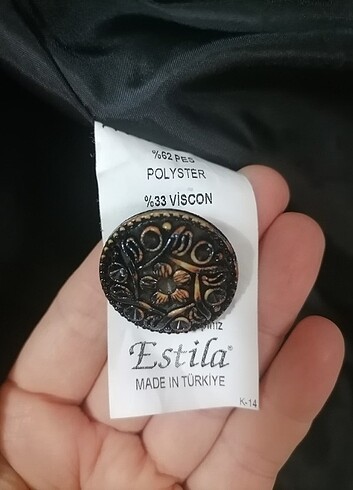 %62 PES
POLYSTER
%33 VİSCON
Estila®
MADE IN TÜRKİYE
K-14